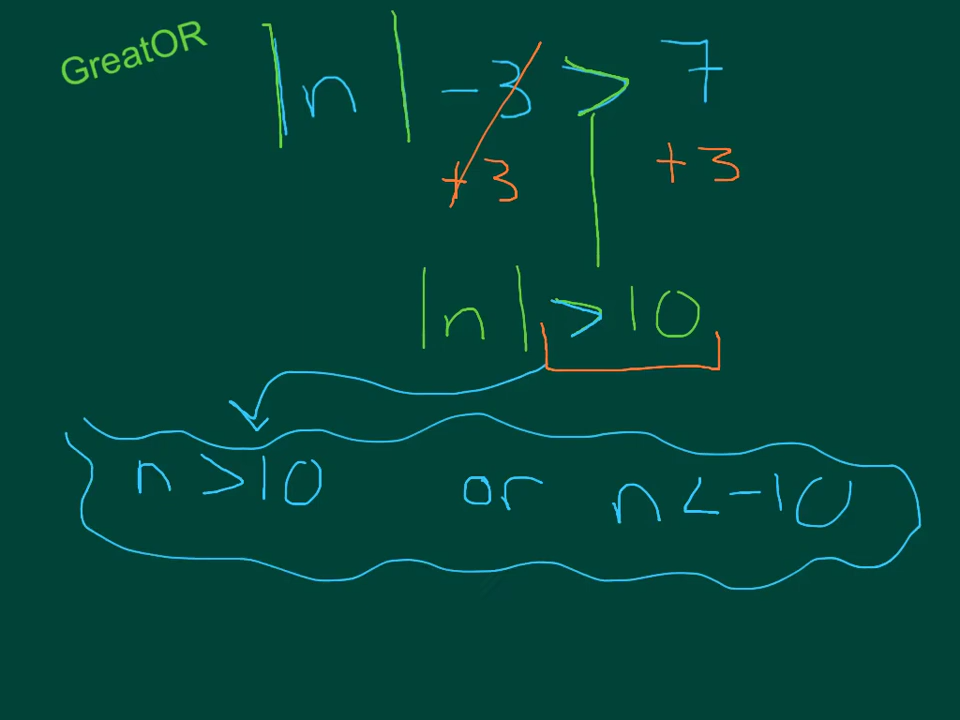 GreatOR
|n| -3 > 7
+3 +3
|n| > 10
n >10 or n < -10